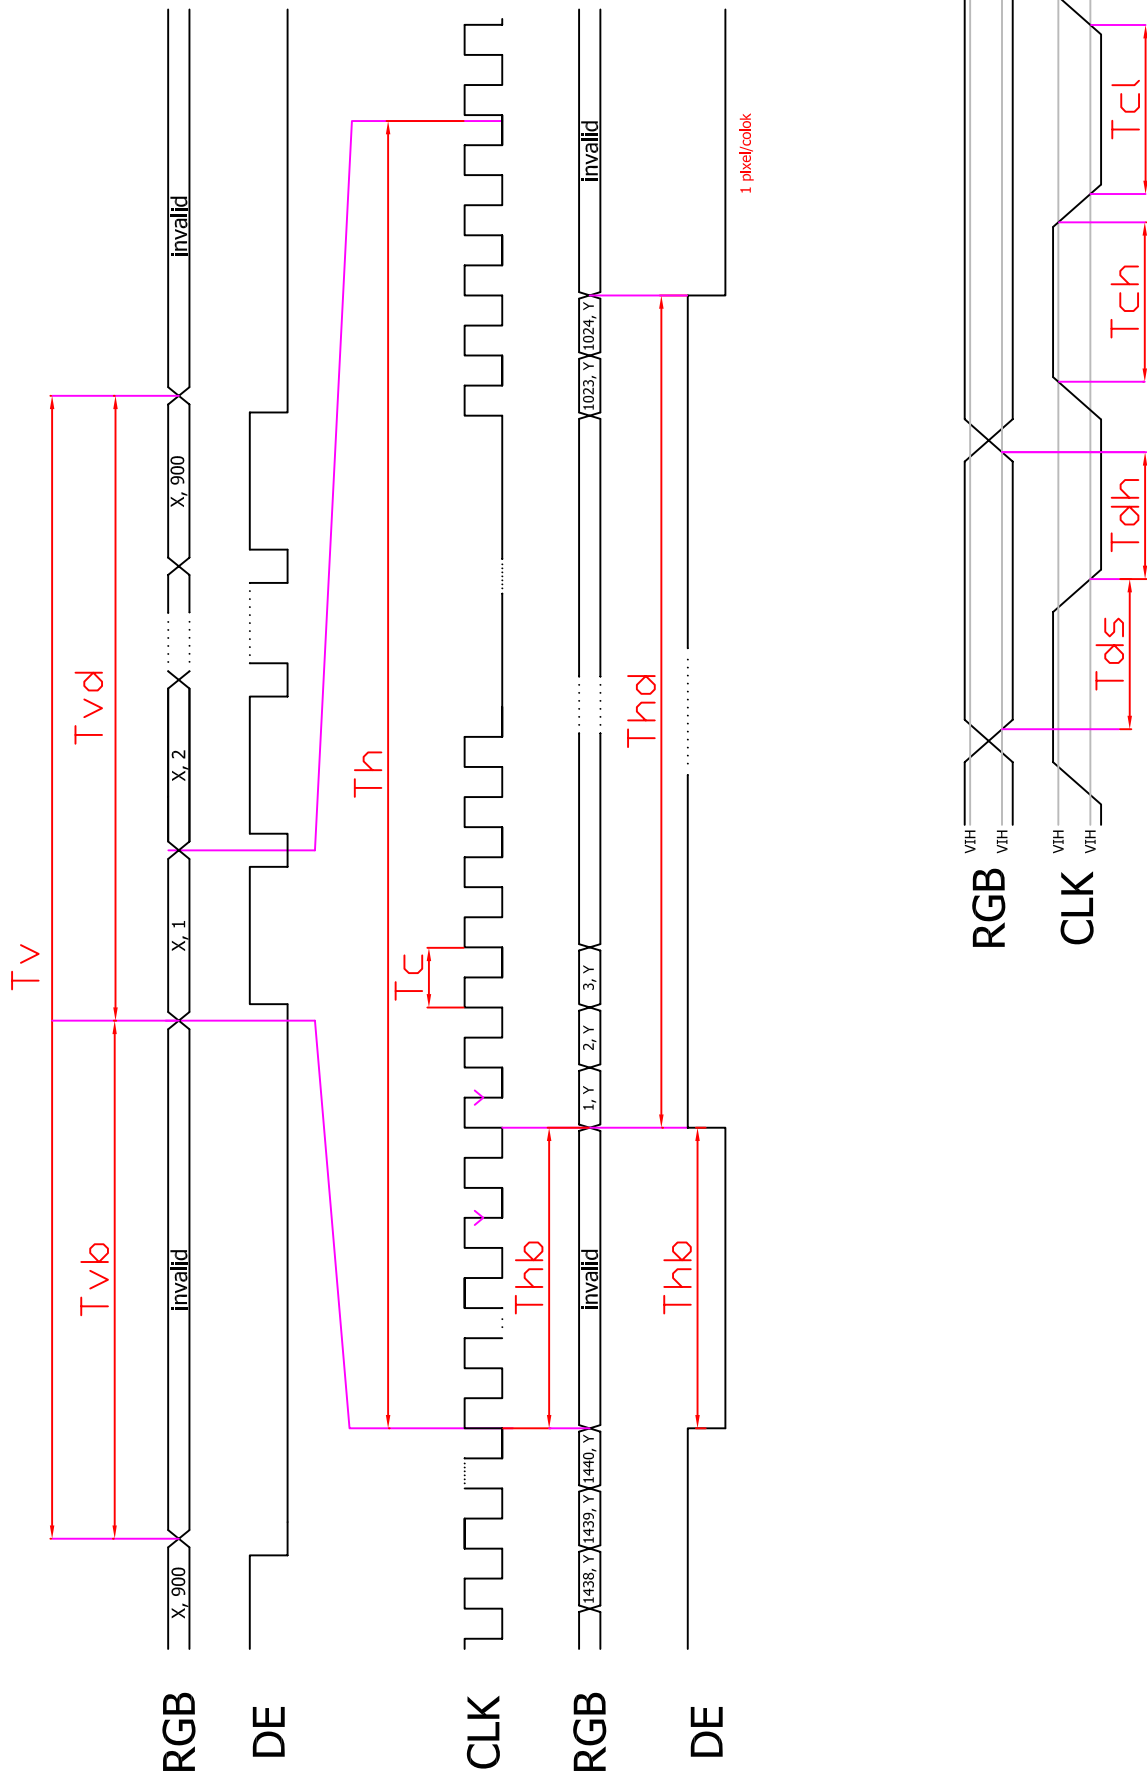 Tv
Tvb
Tvd
RGB
X, 900
invalid
X, 1
X, 2
X, 900
invalid
DE
Th
Tc
CLK
Thb
RGB
1438, Y
1439, Y
1440, Y
invalid
1, Y
2, Y
3, Y
1023, Y
1024, Y
invalid
Thd
Thb
DE
1 pixel/colok
RGB
VIH
VIH
CLK
VIH
VIH
Tds
Tdh
Tch
Tcl